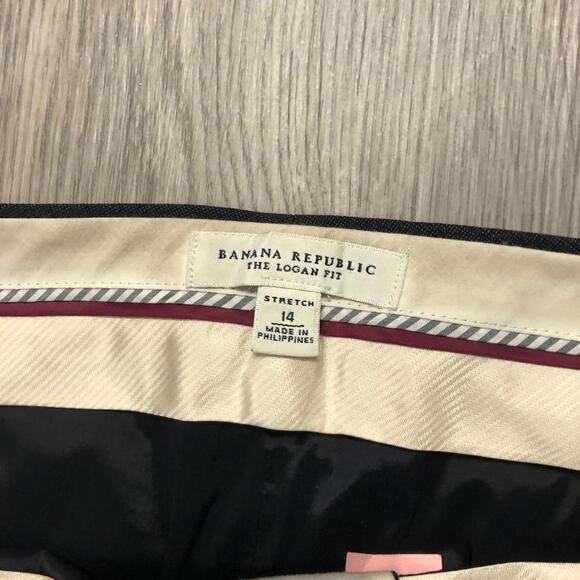 BANANA REPUBLIC
THE LOGAN FIT
STRETCH
14
MADE IN
PHILIPPINES